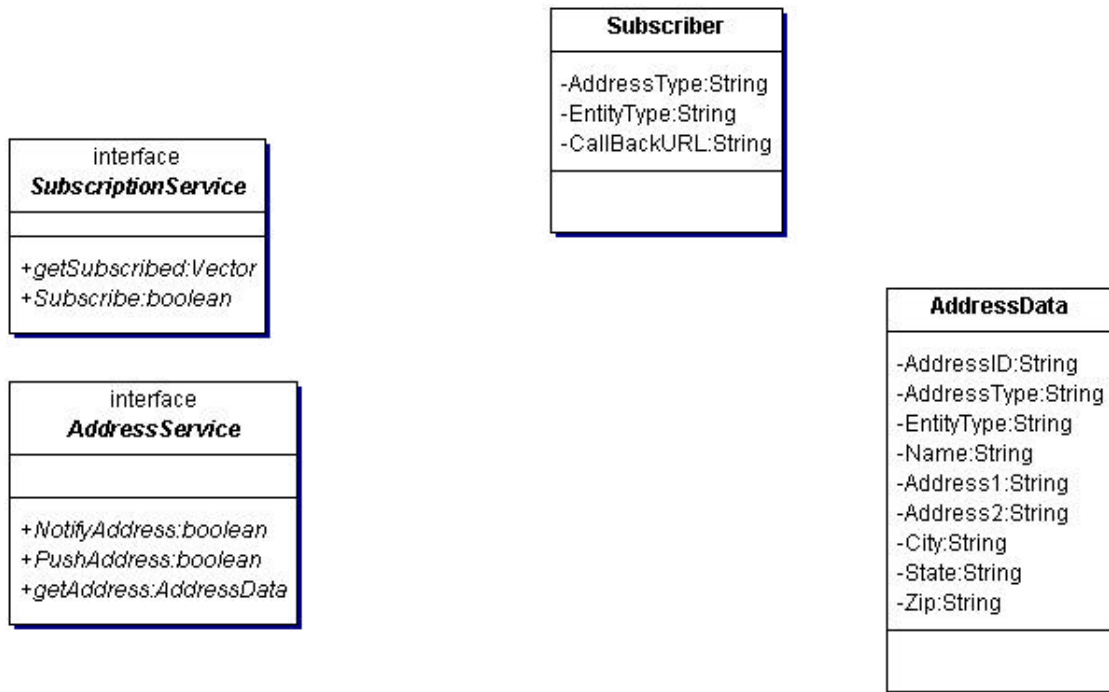 Subscriber
-AddressType:String
-EntityType:String
-CallBackURL:String
interface
SubscriptionService
+getSubscribed:Vector
+Subscribe:boolean
interface
AddressService
+NotifyAddress:boolean
+PushAddress:boolean
+getAddress:AddressData
AddressData
-AddressID:String
-AddressType:String
-EntityType:String
-Name:String
-Address1:String
-Address2:String
-City:String
-State:String
-Zip:String